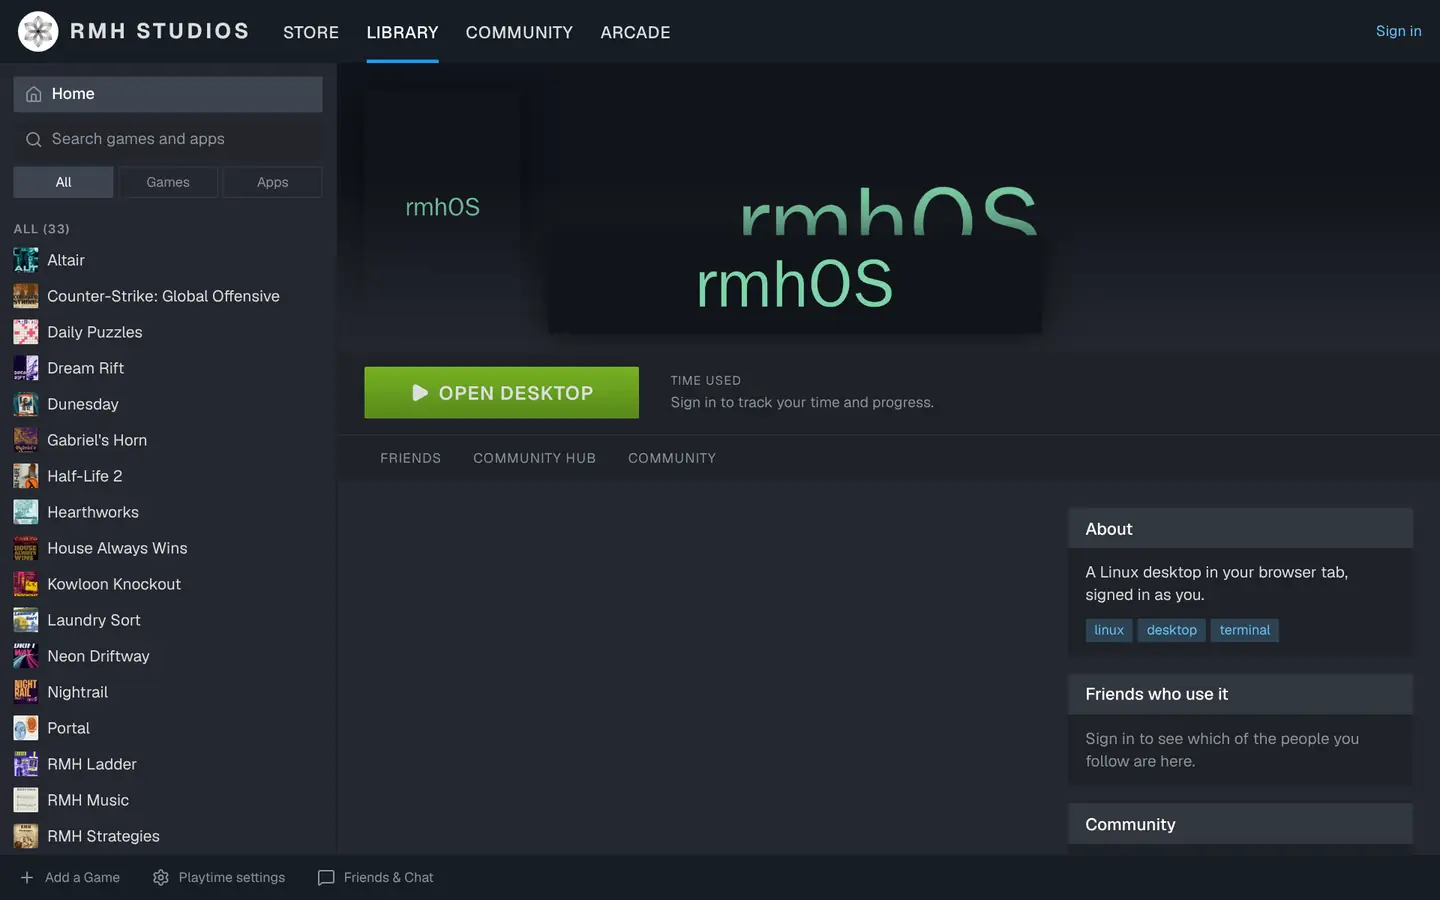 RMH STUDIOS
STORE
LIBRARY
COMMUNITY
ARCADE
Sign in
Home
Search games and apps
All
Games
Apps
ALL (33)
Altair
Counter-Strike: Global Offensive
Daily Puzzles
Dream Rift
Dunesday
Gabriel's Horn
Half-Life 2
Hearthworks
House Always Wins
Kowloon Knockout
Laundry Sort
Neon Driftway
Nightrail
Portal
RMH Ladder
RMH Music
RMH Strategies
rmhOS
rmhOS
rmhOS
OPEN DESKTOP
TIME USED
Sign in to track your time and progress.
FRIENDS
COMMUNITY HUB
COMMUNITY
About
A Linux desktop in your browser tab,
signed in as you.
linux
desktop
terminal
Friends who use it
Sign in to see which of the people you
follow are here.
Community
Add a Game
Playtime settings
Friends & Chat